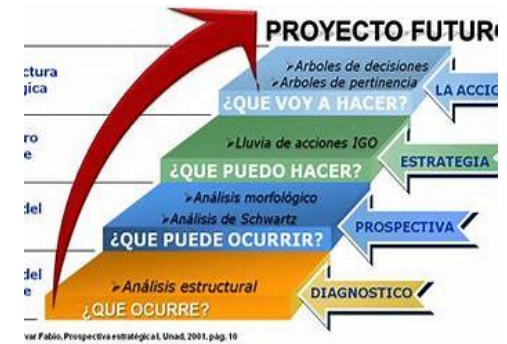 PROYECTO FUTUR
➢Arboles de decisiones
➢Arboles de pertinencia
¿QUE VOY A HACER?
LA ACCIO
ctura
gica
➢Lluvia de acciones IGO
¿QUE PUEDO HACER?
ESTRATEGIA
ro
e
➢Análisis morfológico
➢Análisis de Schwartz
¿QUE PUEDE OCURRIR?
PROSPECTIVA
del
➢Análisis estructural
¿QUE OCURRE?
DIAGNOSTICO
del
e
var Fabio, Prospectiva estratégica I, Unad, 2001, pág. 10